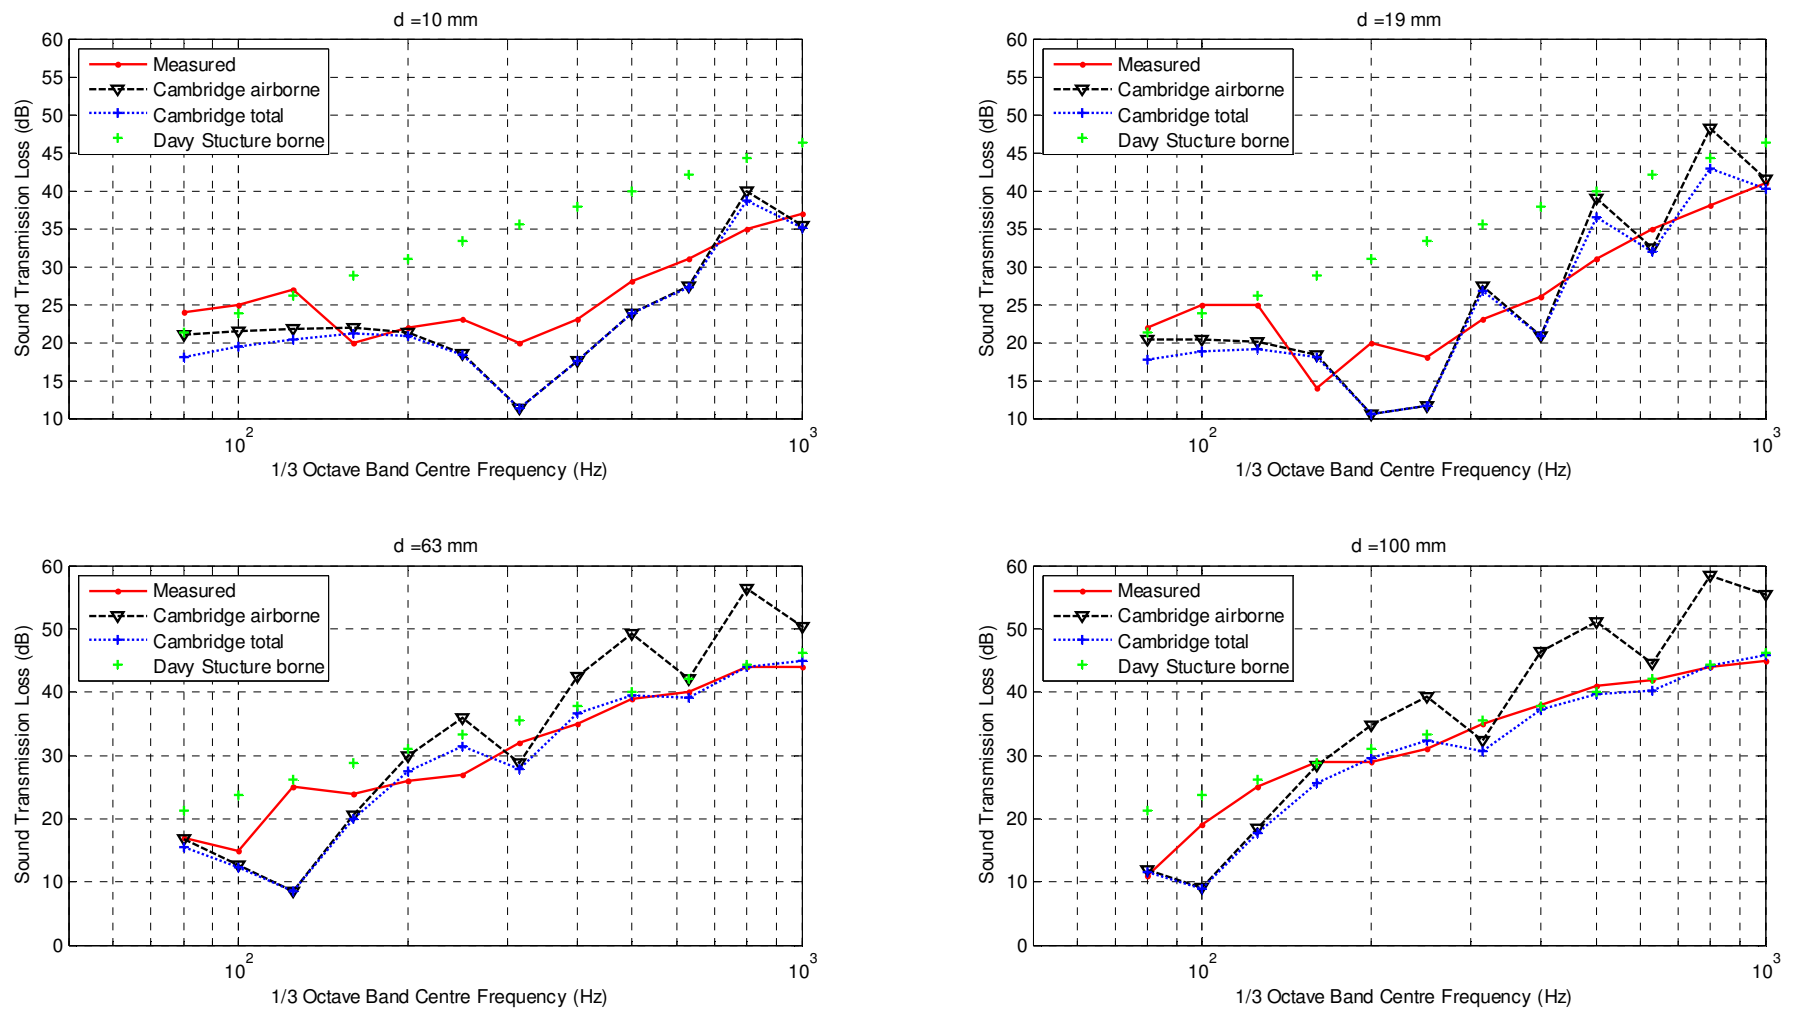 d =10 mm
60
55
50
45
40
35
30
25
20
15
10
Sound Transmission Loss (dB)
Measured
Cambridge airborne
Cambridge total
Davy Stucture borne
10^2
10^3
1/3 Octave Band Centre Frequency (Hz)
d =19 mm
60
55
50
45
40
35
30
25
20
15
10
Sound Transmission Loss (dB)
Measured
Cambridge airborne
Cambridge total
Davy Stucture borne
10^2
10^3
1/3 Octave Band Centre Frequency (Hz)
d =63 mm
60
50
40
30
20
10
0
Sound Transmission Loss (dB)
Measured
Cambridge airborne
Cambridge total
Davy Stucture borne
10^2
10^3
1/3 Octave Band Centre Frequency (Hz)
d =100 mm
60
50
40
30
20
10
0
Sound Transmission Loss (dB)
Measured
Cambridge airborne
Cambridge total
Davy Stucture borne
10^2
10^3
1/3 Octave Band Centre Frequency (Hz)